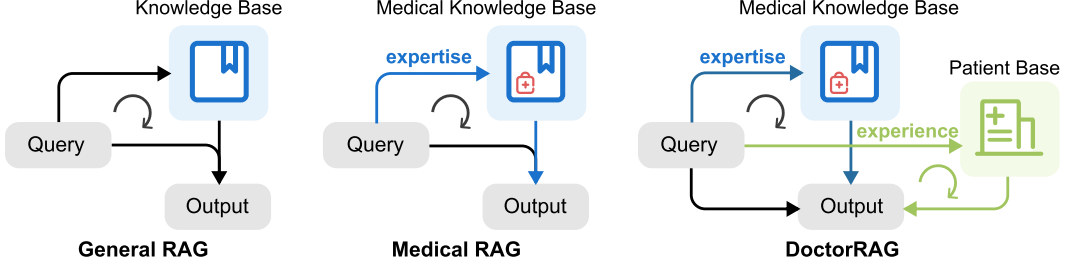 Knowledge Base
Query
Output
General RAG
Medical Knowledge Base
expertise
Query
Output
Medical RAG
Medical Knowledge Base
expertise
Patient Base
experience
Query
Output
DoctorRAG